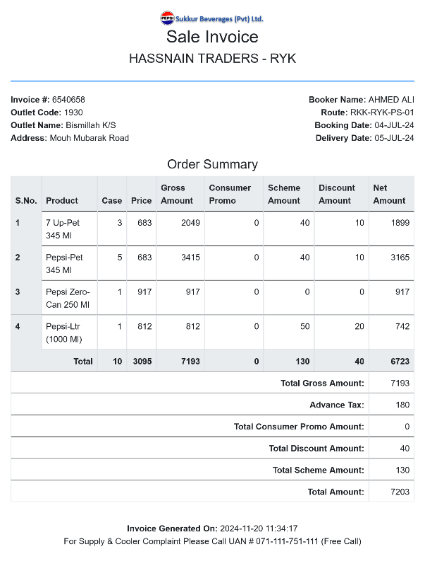 pepsi Sukkur Beverages (Pvt) Ltd.
Sale Invoice
HASSNAIN TRADERS - RYK
Invoice #: 6540658
Outlet Code: 1930
Outlet Name: Bismillah K/S
Address: Mouh Mubarak Road
Booker Name: AHMED ALI
Route: RKK-RYK-PS-01
Booking Date: 04-JUL-24
Delivery Date: 05-JUL-24
Order Summary
S.No. Product Case Price Gross Amount Consumer Promo Scheme Amount Discount Amount Net Amount
1 7 Up-Pet 345 Ml 3 683 2049 0 40 10 1899
2 Pepsi-Pet 345 Ml 5 683 3415 0 40 10 3165
3 Pepsi Zero-Can 250 Ml 1 917 917 0 0 0 917
4 Pepsi-Ltr (1000 Ml) 1 812 812 0 50 20 742
Total 10 3095 7193 0 130 40 6723
Total Gross Amount: 7193
Advance Tax: 180
Total Consumer Promo Amount: 0
Total Discount Amount: 40
Total Scheme Amount: 130
Total Amount: 7203
Invoice Generated On: 2024-11-20 11:34:17
For Supply & Cooler Complaint Please Call UAN # 071-111-751-111 (Free Call)